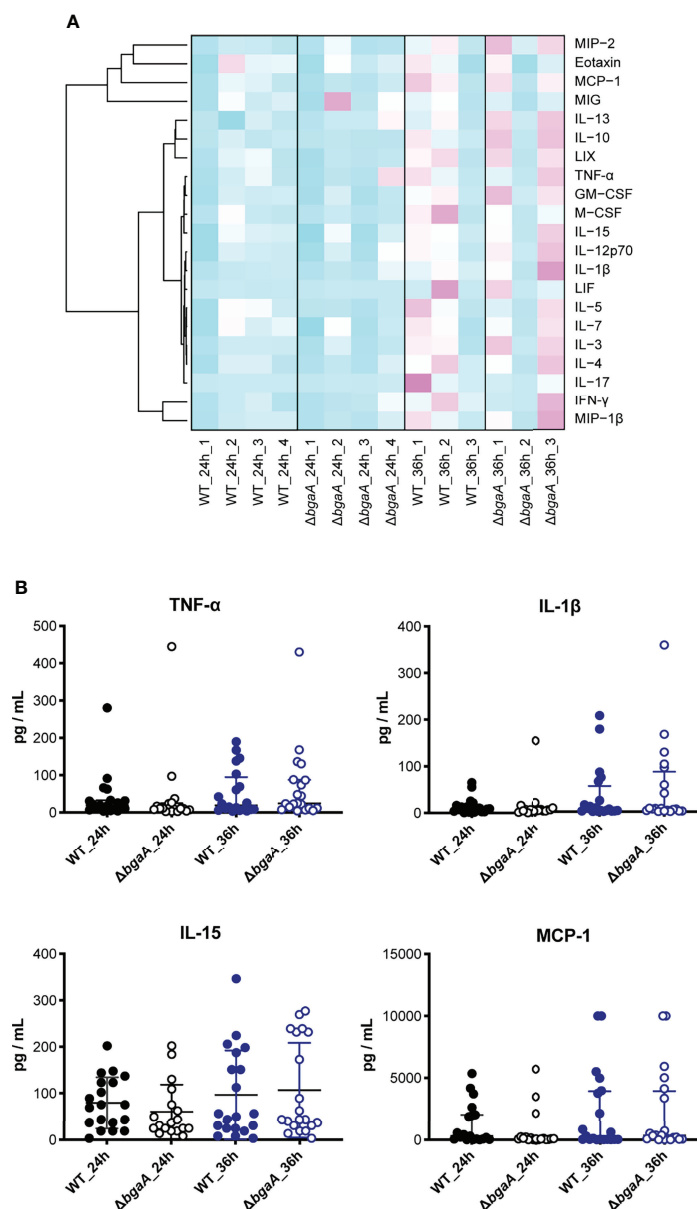 A
MIP−2
Eotaxin
MCP−1
MIG
IL−13
IL−10
LIX
TNF−α
GM−CSF
M−CSF
IL−15
IL−12p70
IL−1β
LIF
IL−5
IL−7
IL−3
IL−4
IL−17
IFN−γ
MIP−1β
WT_24h_1
WT_24h_2
WT_24h_3
WT_24h_4
ΔbgaA_24h_1
ΔbgaA_24h_2
ΔbgaA_24h_3
ΔbgaA_24h_4
WT_36h_1
WT_36h_2
WT_36h_3
ΔbgaA_36h_1
ΔbgaA_36h_2
ΔbgaA_36h_3
B
TNF-α
pg / mL
500
400
300
200
100
0
WT_24h
ΔbgaA_24h
WT_36h
ΔbgaA_36h
IL-1β
pg / mL
400
300
200
100
0
WT_24h
ΔbgaA_24h
WT_36h
ΔbgaA_36h
IL-15
pg / mL
400
300
200
100
0
WT_24h
ΔbgaA_24h
WT_36h
ΔbgaA_36h
MCP-1
pg / mL
15000
10000
5000
0
WT_24h
ΔbgaA_24h
WT_36h
ΔbgaA_36h